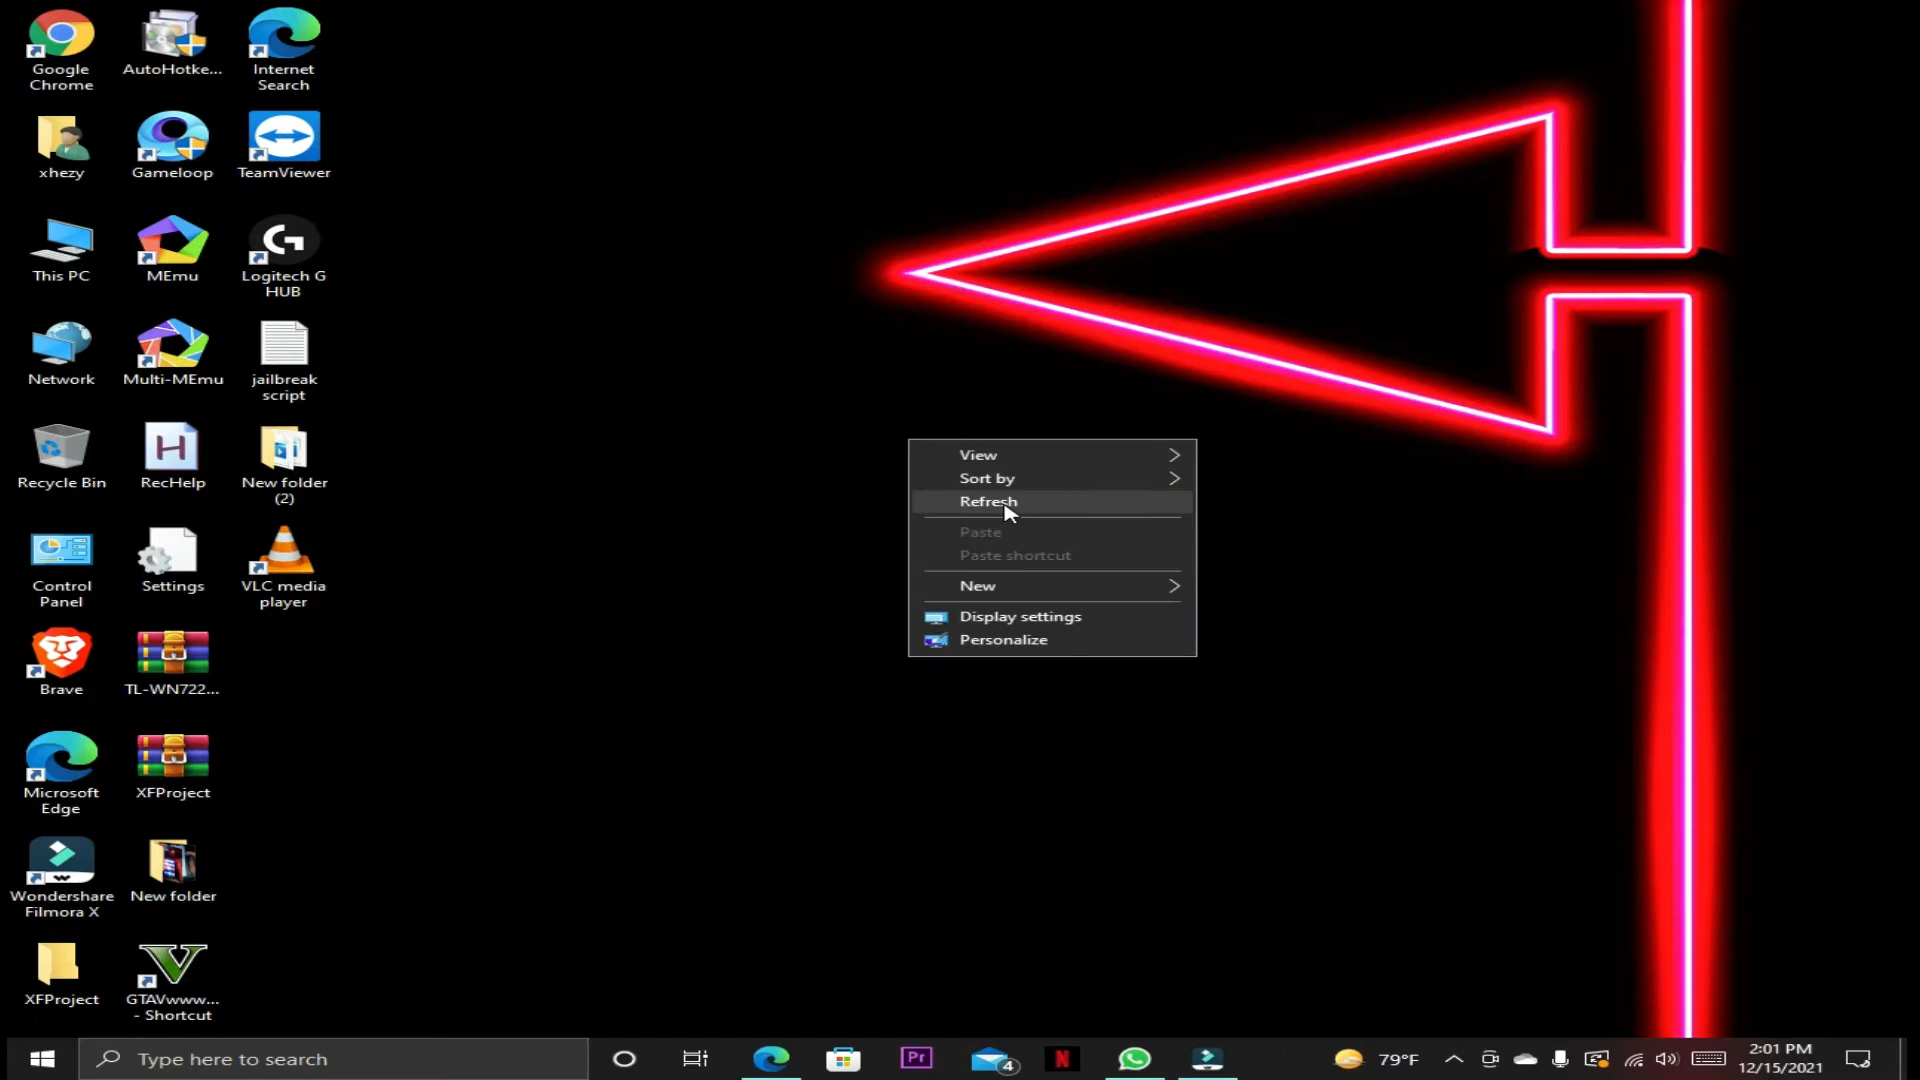 Google
Chrome
AutoHotke...
Internet
Search
xhezy
Gameloop
TeamViewer
This PC
MEmu
Logitech G
HUB
Network
Multi-MEmu
jailbreak
script
Recycle Bin
H
RecHelp
New folder
(2)
Control
Panel
Settings
VLC media
player
Brave
TL-WN722...
Microsoft
Edge
XFProject
Wondershare
Filmora X
New folder
XFProject
GTAVwww...
- Shortcut
View
Sort by
Refresh
Paste
Paste shortcut
New
Display settings
Personalize
Type here to search
Pr
4
N
79°F
2:01 PM
12/15/2021